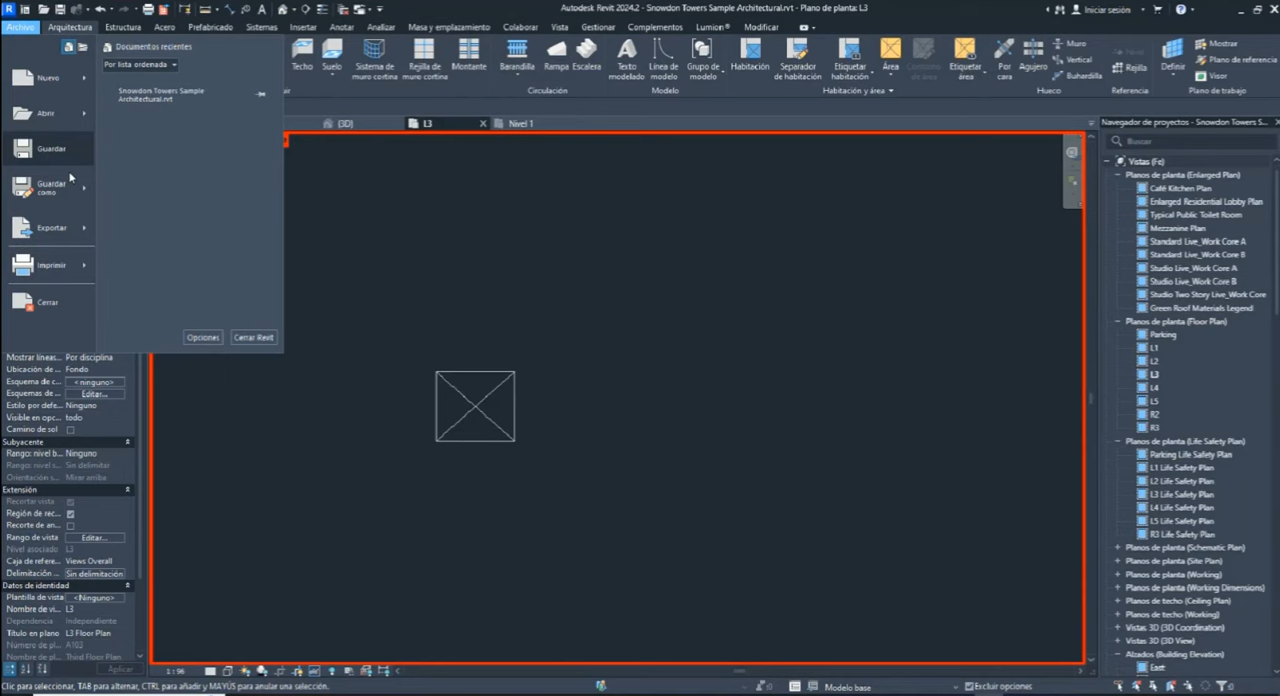 Autodesk Revit 2024.2 - Snowdon Towers Sample Architectural.rvt - Plano de planta: L3
Iniciar sesión
Archivo Arquitectura Estructura Acero Prefabricado Sistemas Insertar Anotar Analizar Masa y emplazamiento Colaborar Vista Gestionar Complementos Lumion® Modificar
Documentos recientes
Por lista ordenada
Snowdon Towers Sample
Architectural.rvt
Nuevo
Abrir
Guardar
Guardar
como
Exportar
Imprimir
Cerrar
Opciones
Cerrar Revit
Techo
Suelo
Sistema de
muro cortina
Rejilla de
muro cortina
Montante
Barandilla
Rampa
Escalera
Texto
modelado
Línea de
modelo
Grupo de
modelo
Habitación
Separador
de habitación
Etiquetar
habitación
Área
Etiquetar
área
Por
cara
Agujero
Muro
Vertical
Buhardilla
Nivel
Rejilla
Definir
Mostrar
Plano de referencia
Visor
Circulación
Modelo
Habitación y área
Hueco
Referencia
Plano de trabajo
(3D)
L3
Nivel 1
Navegador de proyectos - Snowdon Towers S...
Buscar
Vistas (Fe)
Planos de planta (Enlarged Plan)
Café Kitchen Plan
Enlarged Residential Lobby Plan
Typical Public Toilet Room
Mezzanine Plan
Standard Live_Work Core A
Standard Live_Work Core B
Studio Live_Work Core A
Studio Live_Work Core B
Studio Two Story Live_Work Core
Green Roof Materials Legend
Planos de planta (Floor Plan)
Parking
L1
L2
L3
L4
L5
R2
R3
Planos de planta (Life Safety Plan)
Parking Life Safety Plan
L1 Life Safety Plan
L2 Life Safety Plan
L3 Life Safety Plan
L4 Life Safety Plan
L5 Life Safety Plan
R3 Life Safety Plan
Planos de planta (Schematic Plan)
Planos de planta (Site Plan)
Planos de planta (Working)
Planos de planta (Working Dimensions)
Planos de techo (Ceiling Plan)
Planos de techo (Working)
Vistas 3D (3D Coordination)
Vistas 3D (3D View)
Alzados (Building Elevation)
East
Mostrar líneas... Por disciplina
Ubicación de ... Fondo
Esquema de c... <ninguno>
Esquemas de ... Editar...
Estilo por defe... Ninguno
Visible en opc... todo
Camino de sol
Subyacente
Rango: nivel b... Ninguno
Rango: nivel s... Sin delimitar
Orientación s... Mirar arriba
Extensión
Recortar vista
Región de rec...
Recorte de an...
Rango de vista Editar...
Nivel asociado L3
Caja de refere... Views Overall
Delimitación ... Sin delimitación
Datos de identidad
Plantilla de vista <Ninguno>
Nombre de vi... L3
Dependencia Independiente
Título en plano L3 Floor Plan
Número de pl... A102
Nombre de pl... Third Floor Plan
Aplicar
1 : 96
Clic para seleccionar, TAB para alternar, CTRL para añadir y MAYÚS para anular una selección.
:0
Modelo base
Excluir opciones
:0